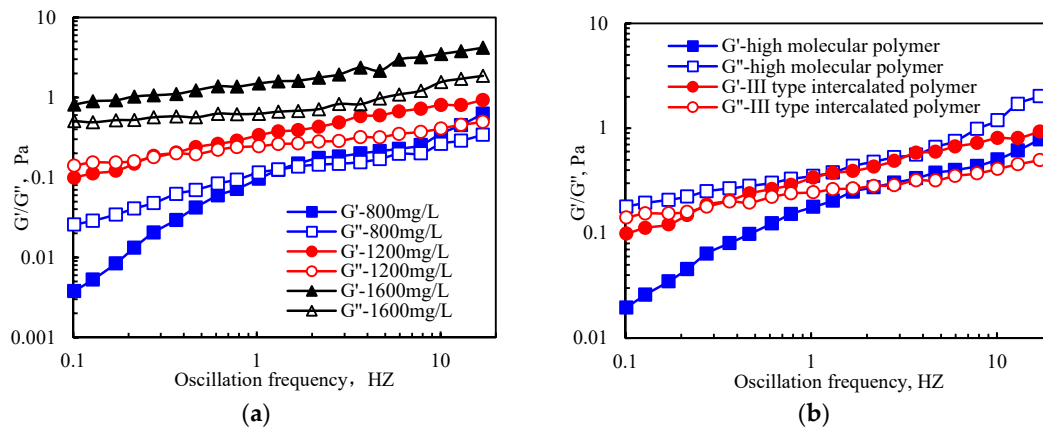 10
1
0.1
0.01
0.001
G'/G'', Pa
G'-800mg/L
G''-800mg/L
G'-1200mg/L
G''-1200mg/L
G'-1600mg/L
G''-1600mg/L
0.1
1
10
Oscillation frequency，HZ
(a)
10
1
0.1
0.01
G'/G'', Pa
G'-high molecular polymer
G''-high molecular polymer
G'-III type intercalated polymer
G''-III type intercalated polymer
0.1
1
10
Oscillation frequency, HZ
(b)